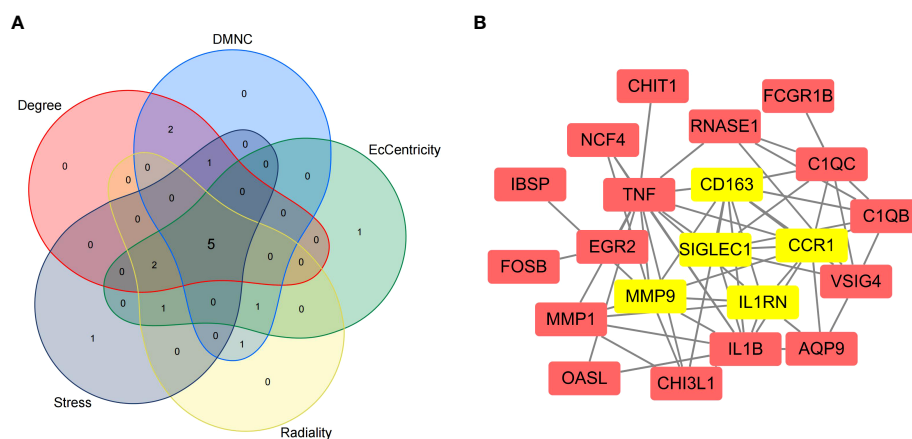 A
B
DMNC
Degree
EcCentricity
Stress
Radiality
0
2
0
0
1
0
0
0
0
0
0
0
0
0
0
1
0
5
0
0
0
2
0
0
0
1
0
1
0
1
0
0
1
0
CHIT1
FCGR1B
RNASE1
NCF4
C1QC
IBSP
TNF
CD163
C1QB
EGR2
SIGLEC1
CCR1
FOSB
VSIG4
MMP9
IL1RN
MMP1
IL1B
AQP9
OASL
CHI3L1